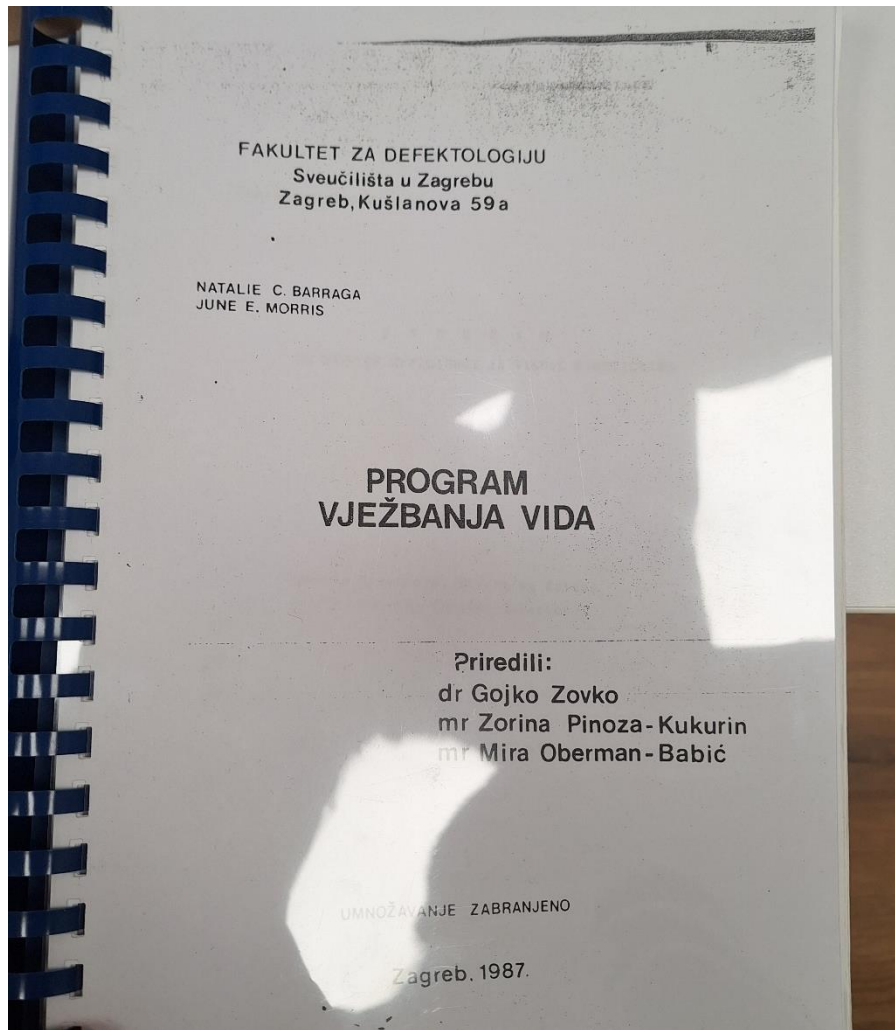 FAKULTET ZA DEFEKTOLOGIJU
Sveučilišta u Zagrebu
Zagreb,Kušlanova 59a
NATALIE C. BARRAGA
JUNE E. MORRIS
PROGRAM
VJEŽBANJA VIDA
Priredili:
dr Gojko Zovko
mr Zorina Pinoza-Kukurin
mr Mira Oberman-Babić
UMNOŽAVANJE ZABRANJENO
Zagreb. 1987.